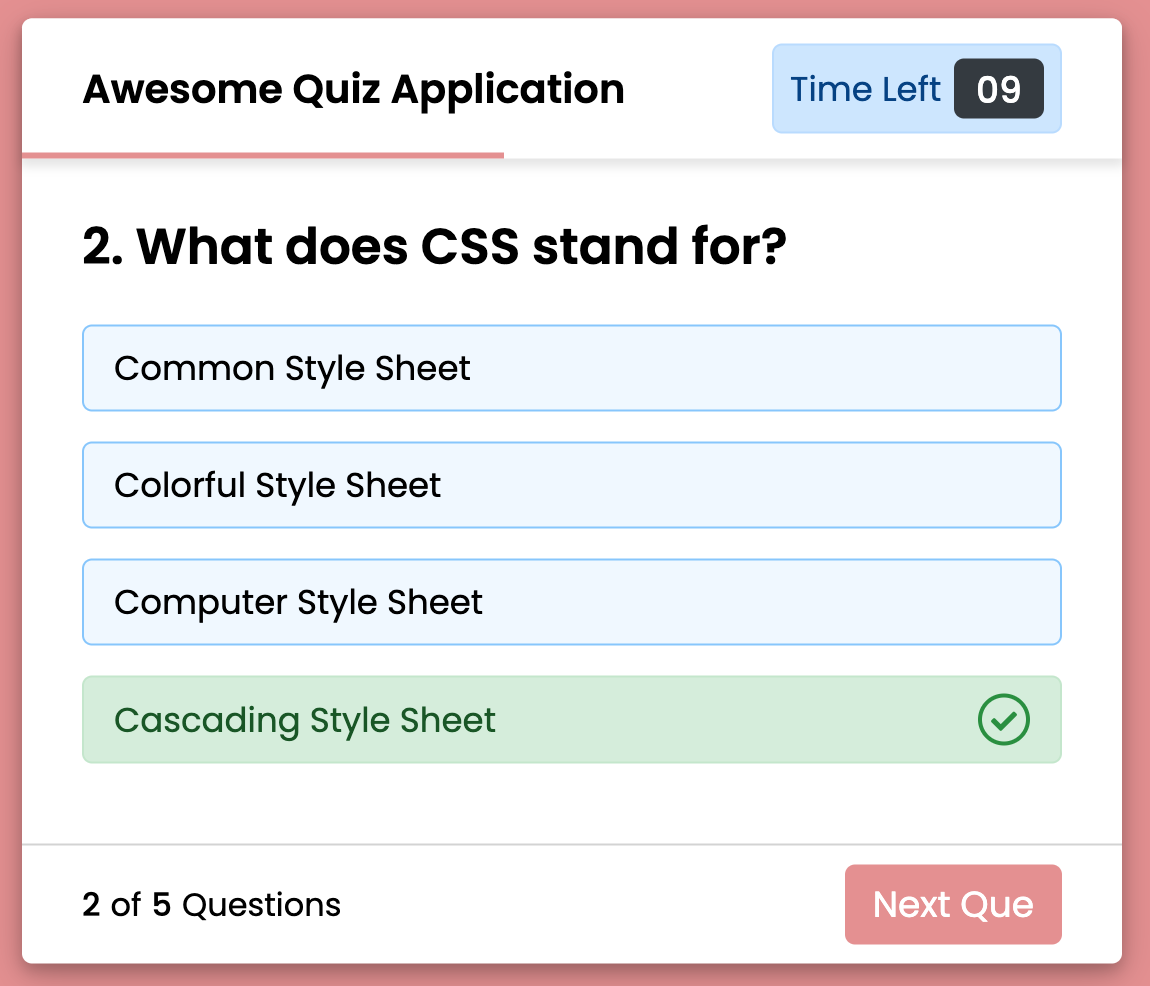 Awesome Quiz Application
Time Left 09
2. What does CSS stand for?
Common Style Sheet
Colorful Style Sheet
Computer Style Sheet
Cascading Style Sheet
2 of 5 Questions
Next Que